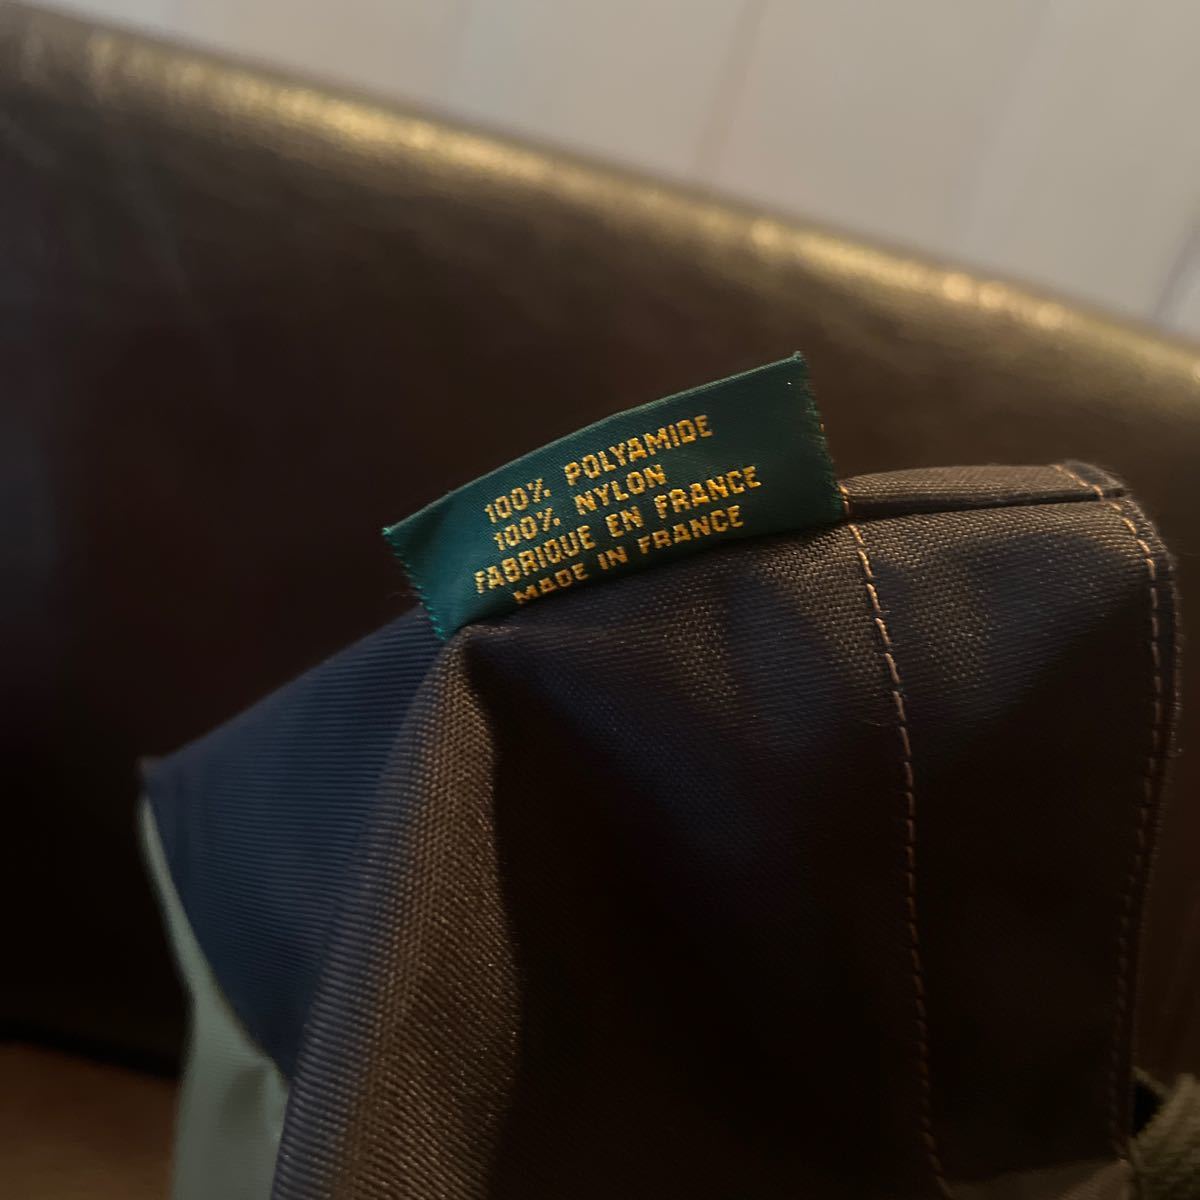 100% POLYAMIDE
100% NYLON
FABRIQUE EN FRANCE
MADE IN FRANCE